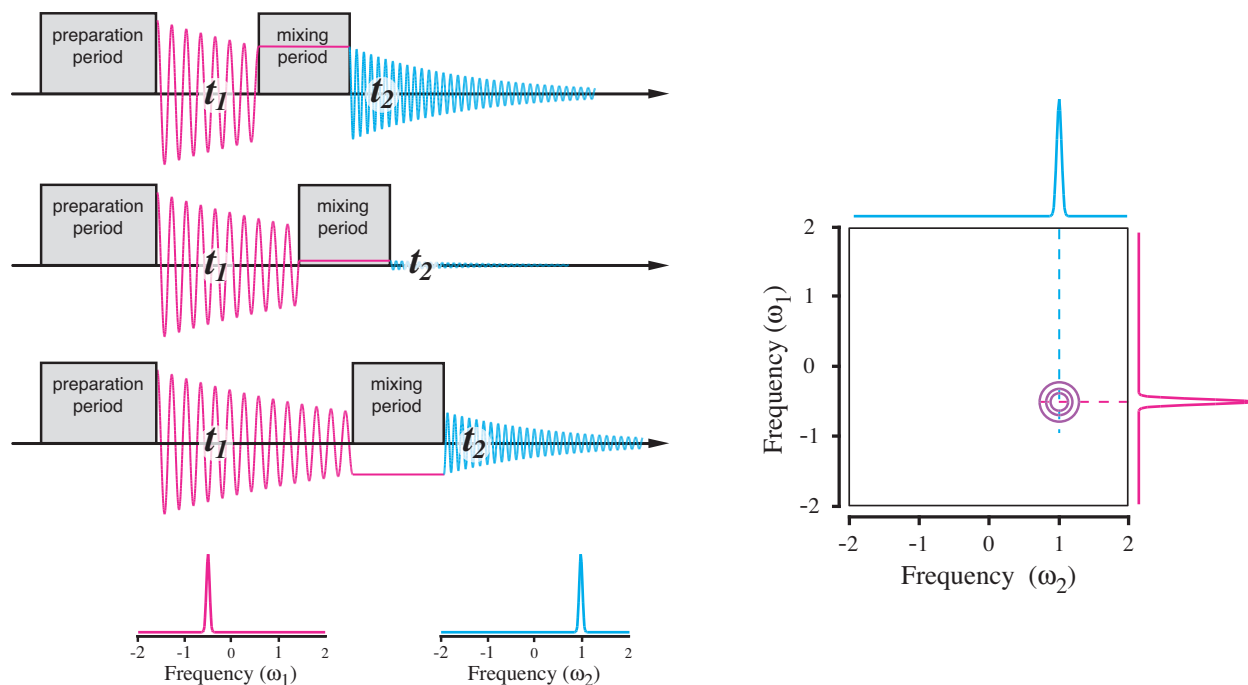 preparation
period
t1
mixing
period
t2
preparation
period
t1
mixing
period
t2
preparation
period
t1
mixing
period
t2
-2 -1 0 1 2
Frequency (ω1)
-2 -1 0 1 2
Frequency (ω2)
2
1
0
-1
-2
Frequency (ω1)
-2 -1 0 1 2
Frequency (ω2)